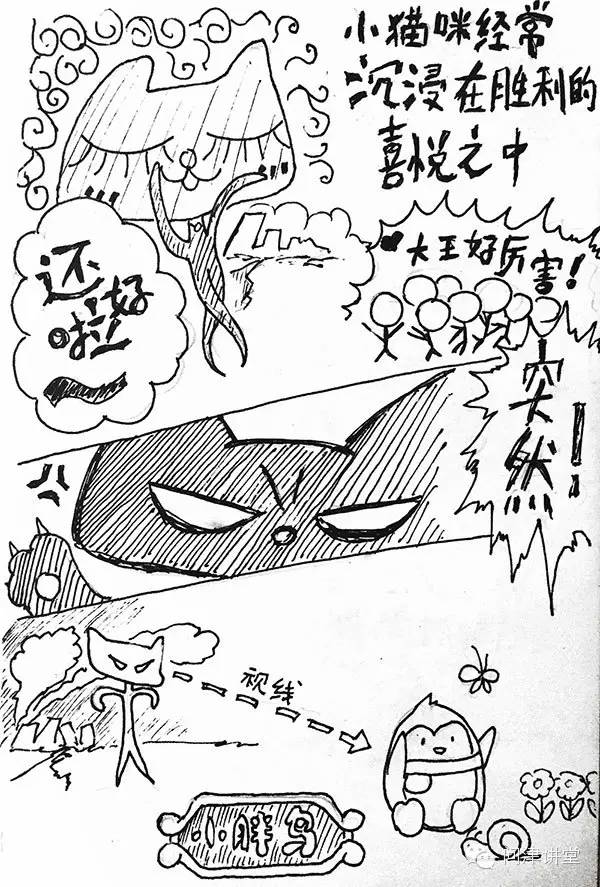 小猫咪经常
沉浸在胜利的
喜悦之中
大王好厉害！
还好啦～
突然！
视线
小胖鸟
讲堂